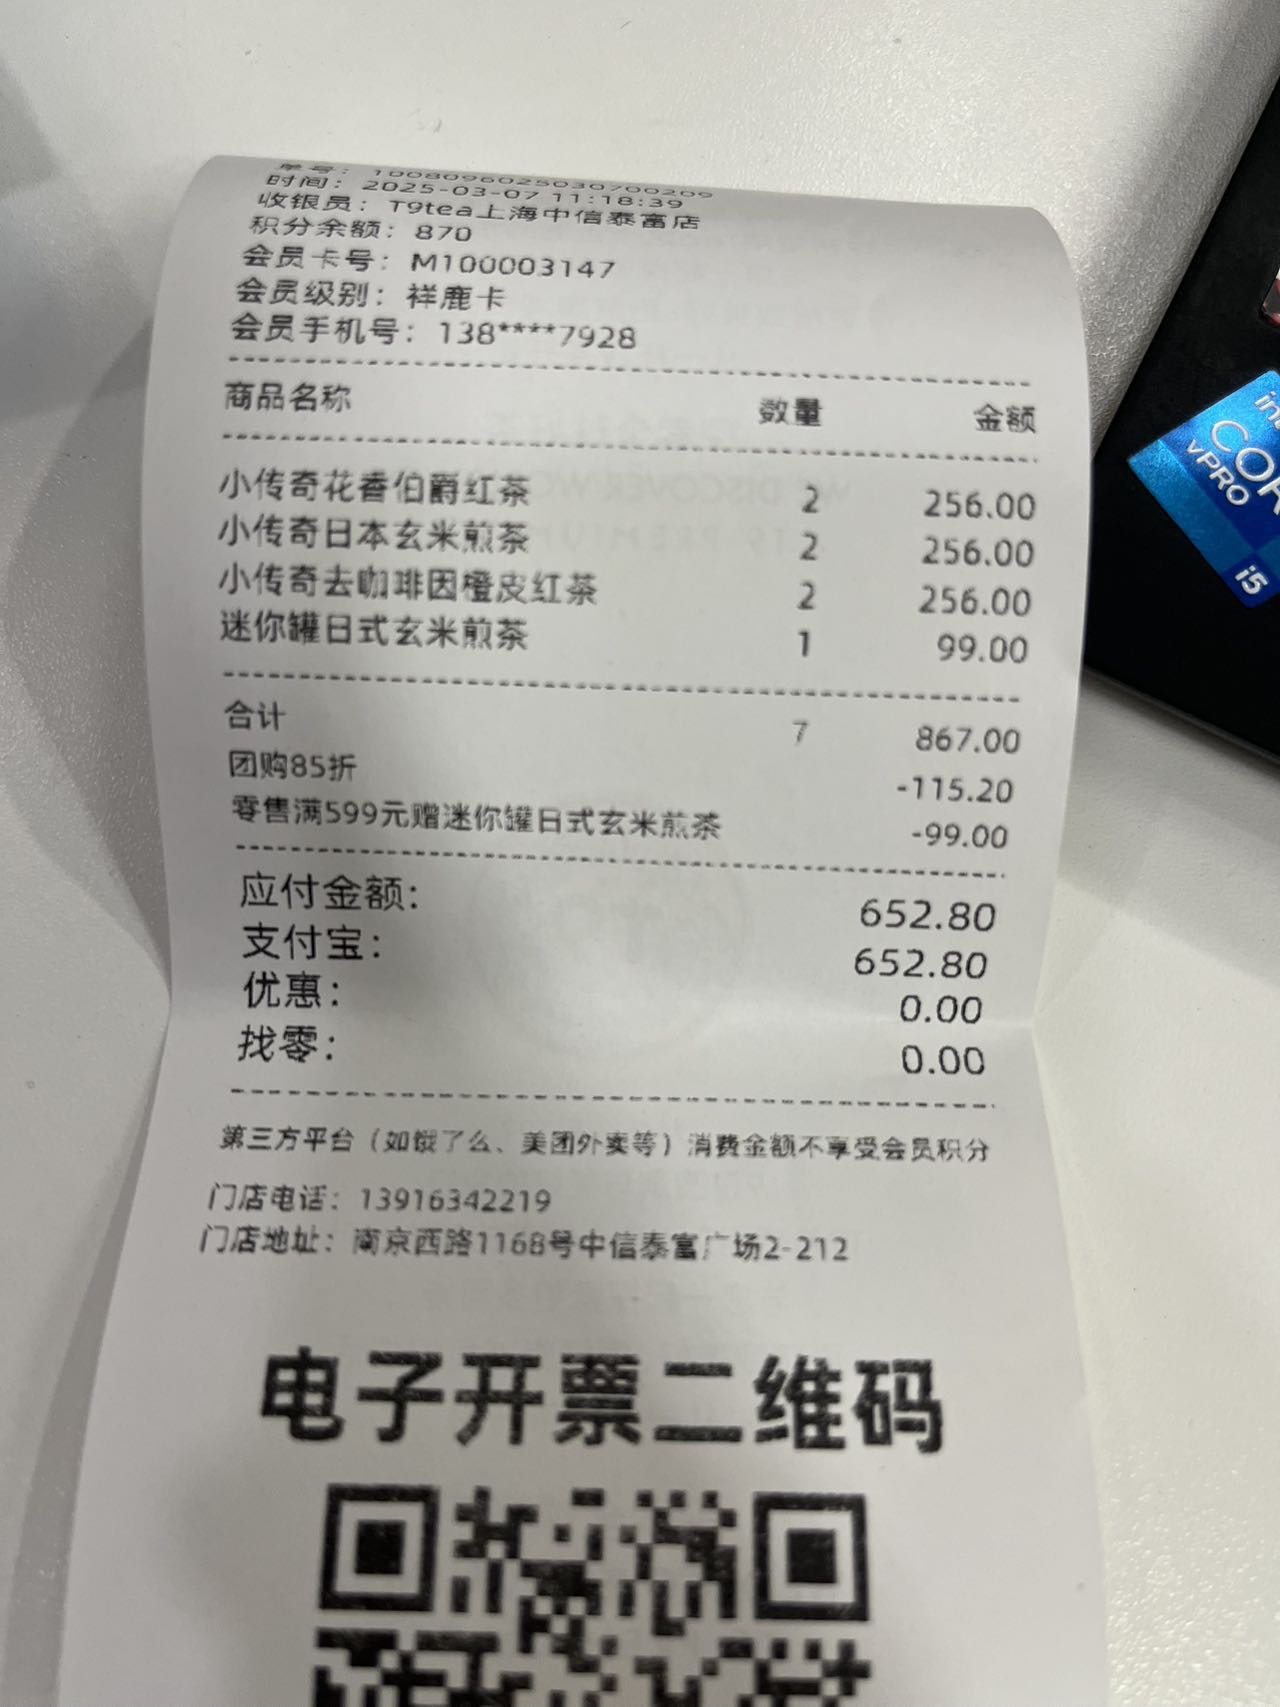 单号：1008096025030700209
时间：2025-03-07 11:18:39
收银员：T9tea上海中信泰富店
积分余额：870
会员卡号：M100003147
会员级别：祥鹿卡
会员手机号：138****7928
商品名称 数量 金额
小传奇花香伯爵红茶 2 256.00
小传奇日本玄米煎茶 2 256.00
小传奇去咖啡因橙皮红茶 2 256.00
迷你罐日式玄米煎茶 1 99.00
合计 7 867.00
团购85折 -115.20
零售满599元赠迷你罐日式玄米煎茶 -99.00
应付金额: 652.80
支付宝: 652.80
优惠: 0.00
找零: 0.00
第三方平台（如饿了么、美团外卖等）消费金额不享受会员积分
门店电话：13916342219
门店地址：南京西路1168号中信泰富广场2-212
电子开票二维码
COR
vPRO
i5